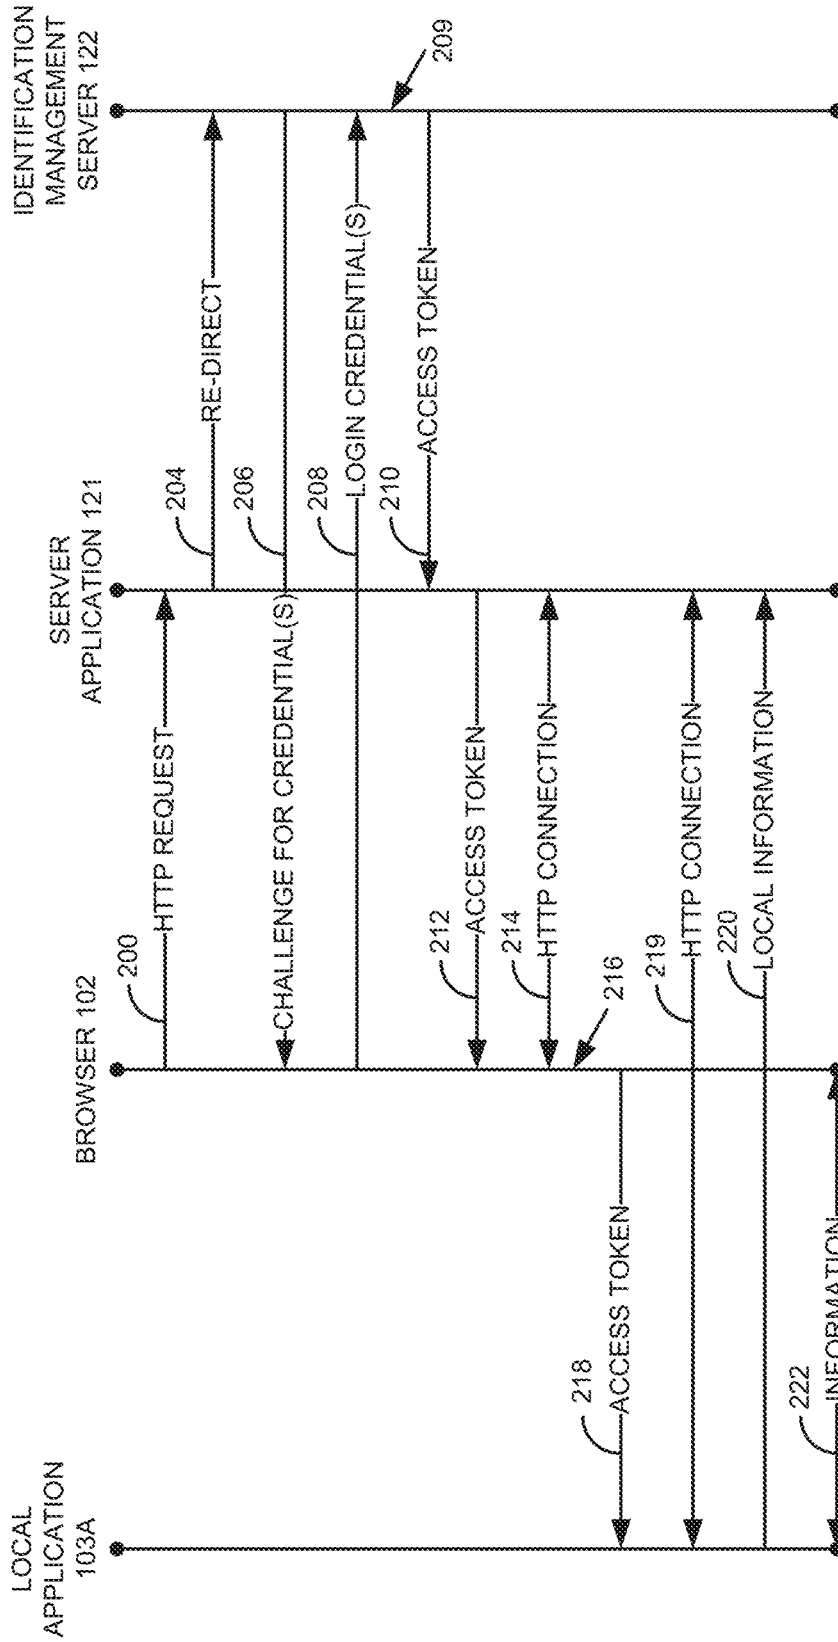 LOCAL
APPLICATION
103A
BROWSER 102
SERVER
APPLICATION 121
IDENTIFICATION
MANAGEMENT
SERVER 122
200
HTTP REQUEST
204
RE-DIRECT
206
CHALLENGE FOR CREDENTIAL(S)
208
LOGIN CREDENTIAL(S)
209
210
ACCESS TOKEN
212
ACCESS TOKEN
214
HTTP CONNECTION
216
218
ACCESS TOKEN
219
HTTP CONNECTION
220
LOCAL INFORMATION
222
INFORMATION